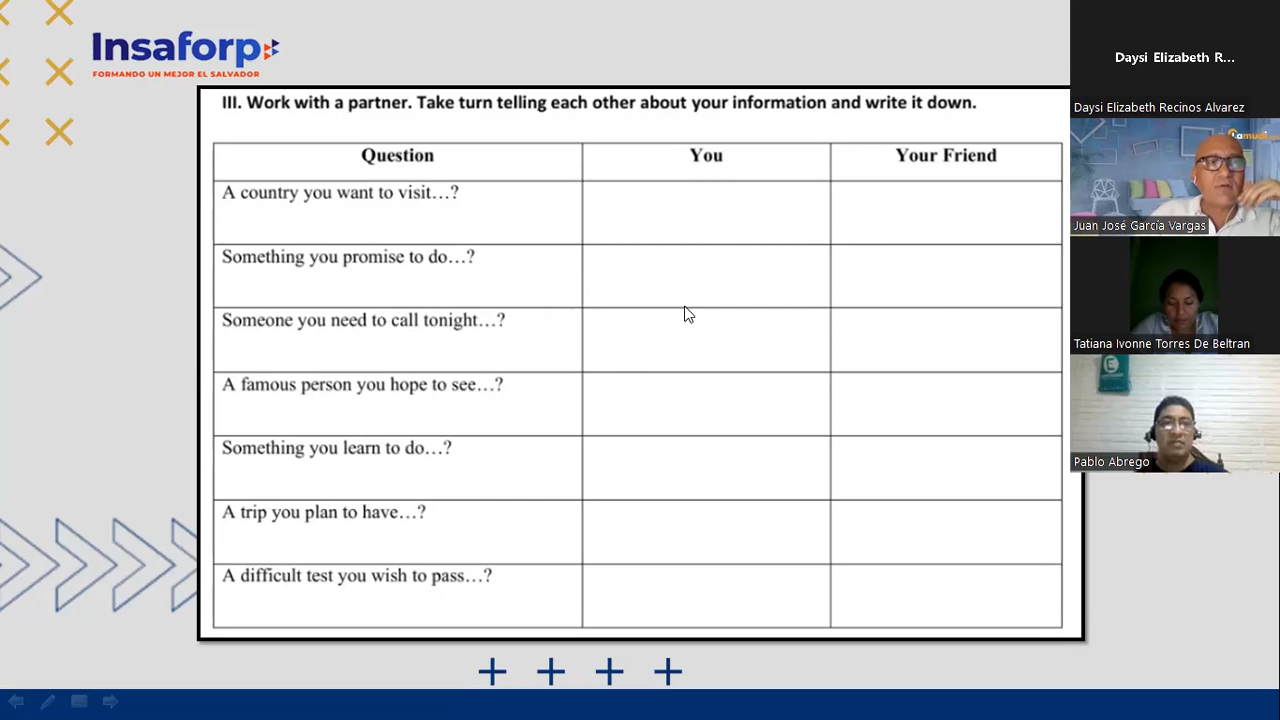 Insaforp
FORMANDO UN MEJOR EL SALVADOR
III. Work with a partner. Take turn telling each other about your information and write it down.
Question You Your Friend
A country you want to visit…?
Something you promise to do…?
Someone you need to call tonight…?
A famous person you hope to see…?
Something you learn to do…?
A trip you plan to have…?
A difficult test you wish to pass…?
Daysi Elizabeth R...
Daysi Elizabeth Recinos Alvarez
Lamudi
Juan José García Vargas
Tatiana Ivonne Torres De Beltran
Pablo Abrego